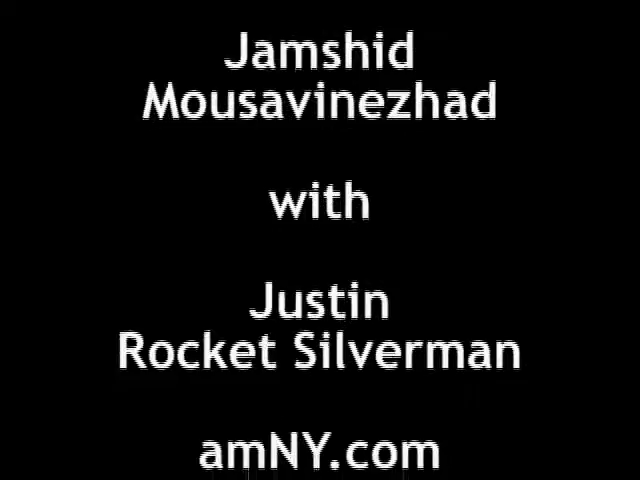 Jamshid
Mousavinezhad
with
Justin
Rocket Silverman
amNY.com